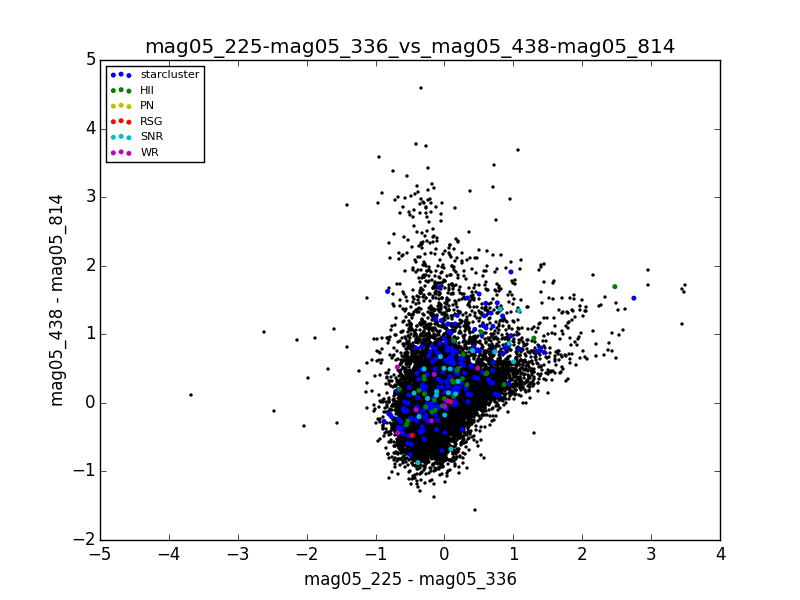 mag05_225-mag05_336_vs_mag05_438-mag05_814
5
4
3
2
1
0
−1
−2
starcluster
HII
PN
RSG
SNR
WR
mag05_438 - mag05_814
−5 −4 −3 −2 −1 0 1 2 3 4
mag05_225 - mag05_336